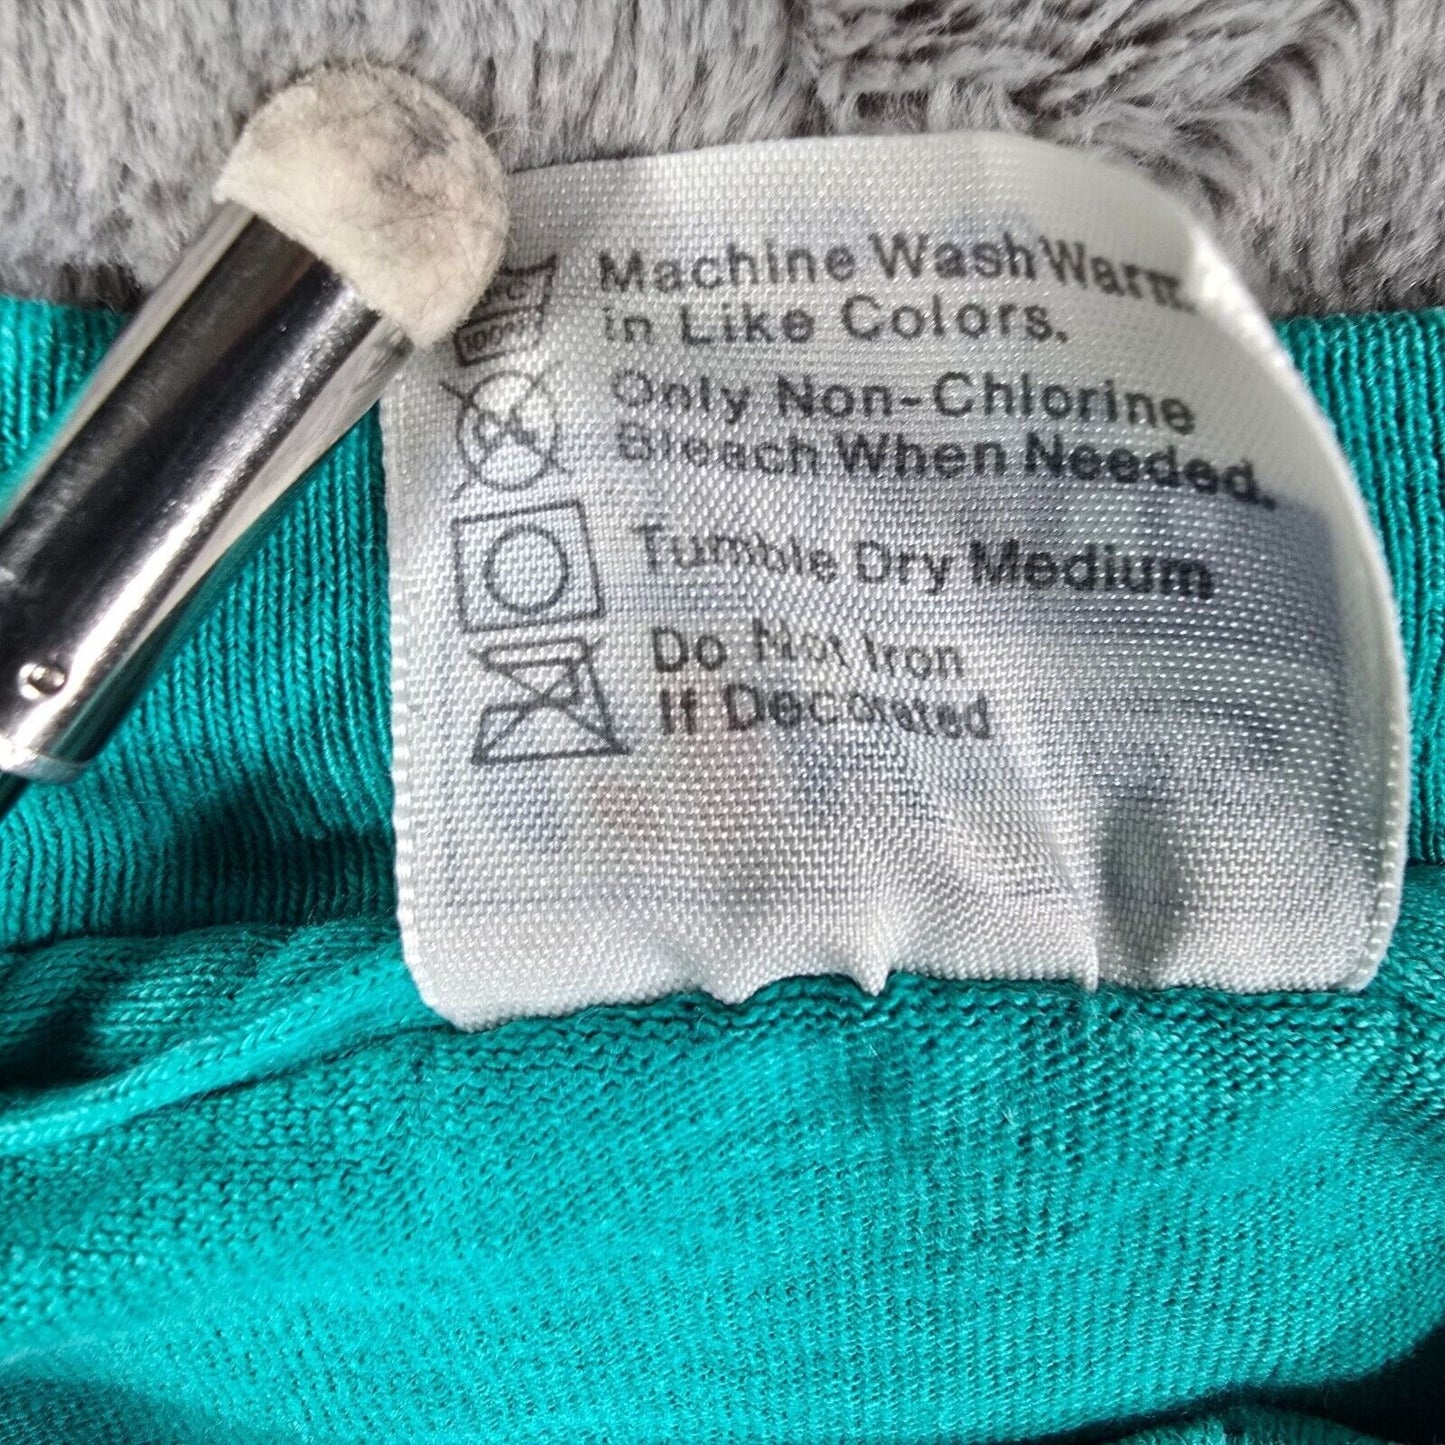 Machine Wash Warm
in Like Colors.
Only Non-Chlorine
Bleach When Needed.
Tumble Dry Medium
Do Not Iron
If Decorated